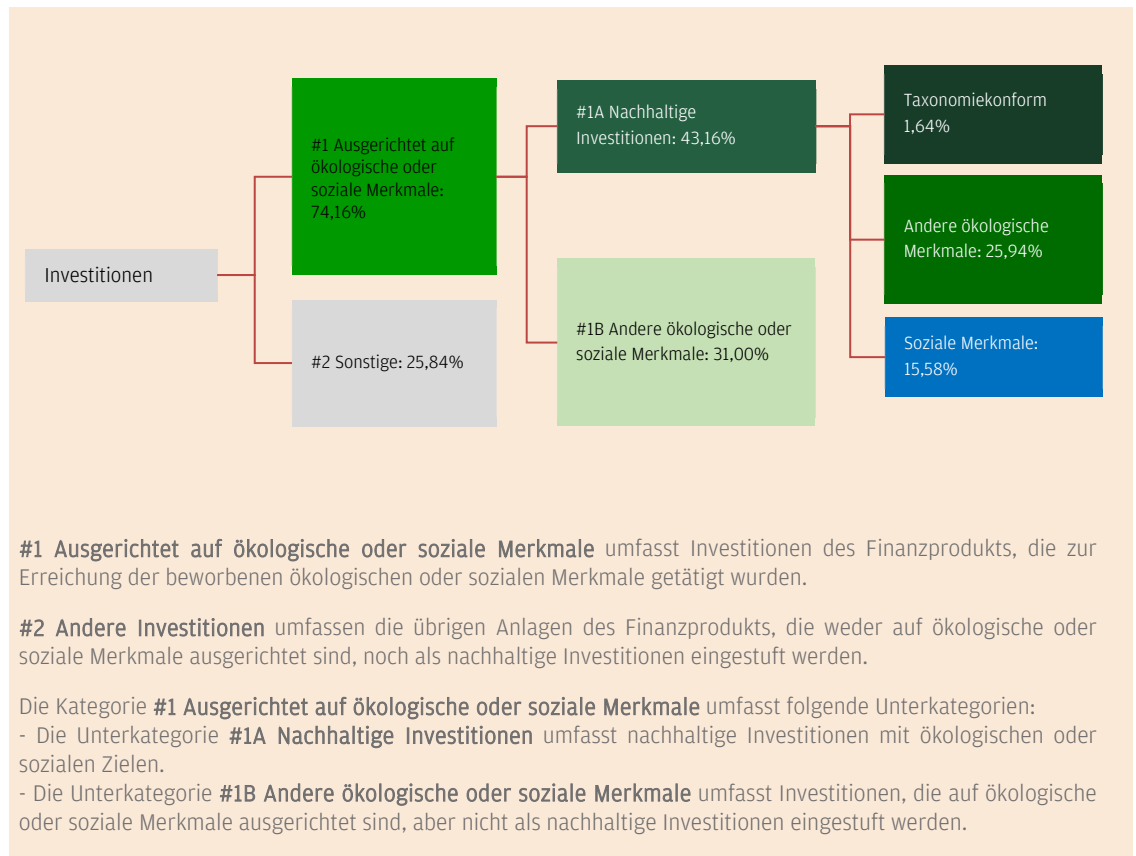 Investitionen
#1 Ausgerichtet auf
ökologische oder
soziale Merkmale:
74,16%
#2 Sonstige: 25,84%
#1A Nachhaltige
Investitionen: 43,16%
#1B Andere ökologische oder
soziale Merkmale: 31,00%
Taxonomiekonform
1,64%
Andere ökologische
Merkmale: 25,94%
Soziale Merkmale:
15,58%
#1 Ausgerichtet auf ökologische oder soziale Merkmale umfasst Investitionen des Finanzprodukts, die zur
Erreichung der beworbenen ökologischen oder sozialen Merkmale getätigt wurden.
#2 Andere Investitionen umfassen die übrigen Anlagen des Finanzprodukts, die weder auf ökologische oder
soziale Merkmale ausgerichtet sind, noch als nachhaltige Investitionen eingestuft werden.
Die Kategorie #1 Ausgerichtet auf ökologische oder soziale Merkmale umfasst folgende Unterkategorien:
- Die Unterkategorie #1A Nachhaltige Investitionen umfasst nachhaltige Investitionen mit ökologischen oder
sozialen Zielen.
- Die Unterkategorie #1B Andere ökologische oder soziale Merkmale umfasst Investitionen, die auf ökologische
oder soziale Merkmale ausgerichtet sind, aber nicht als nachhaltige Investitionen eingestuft werden.